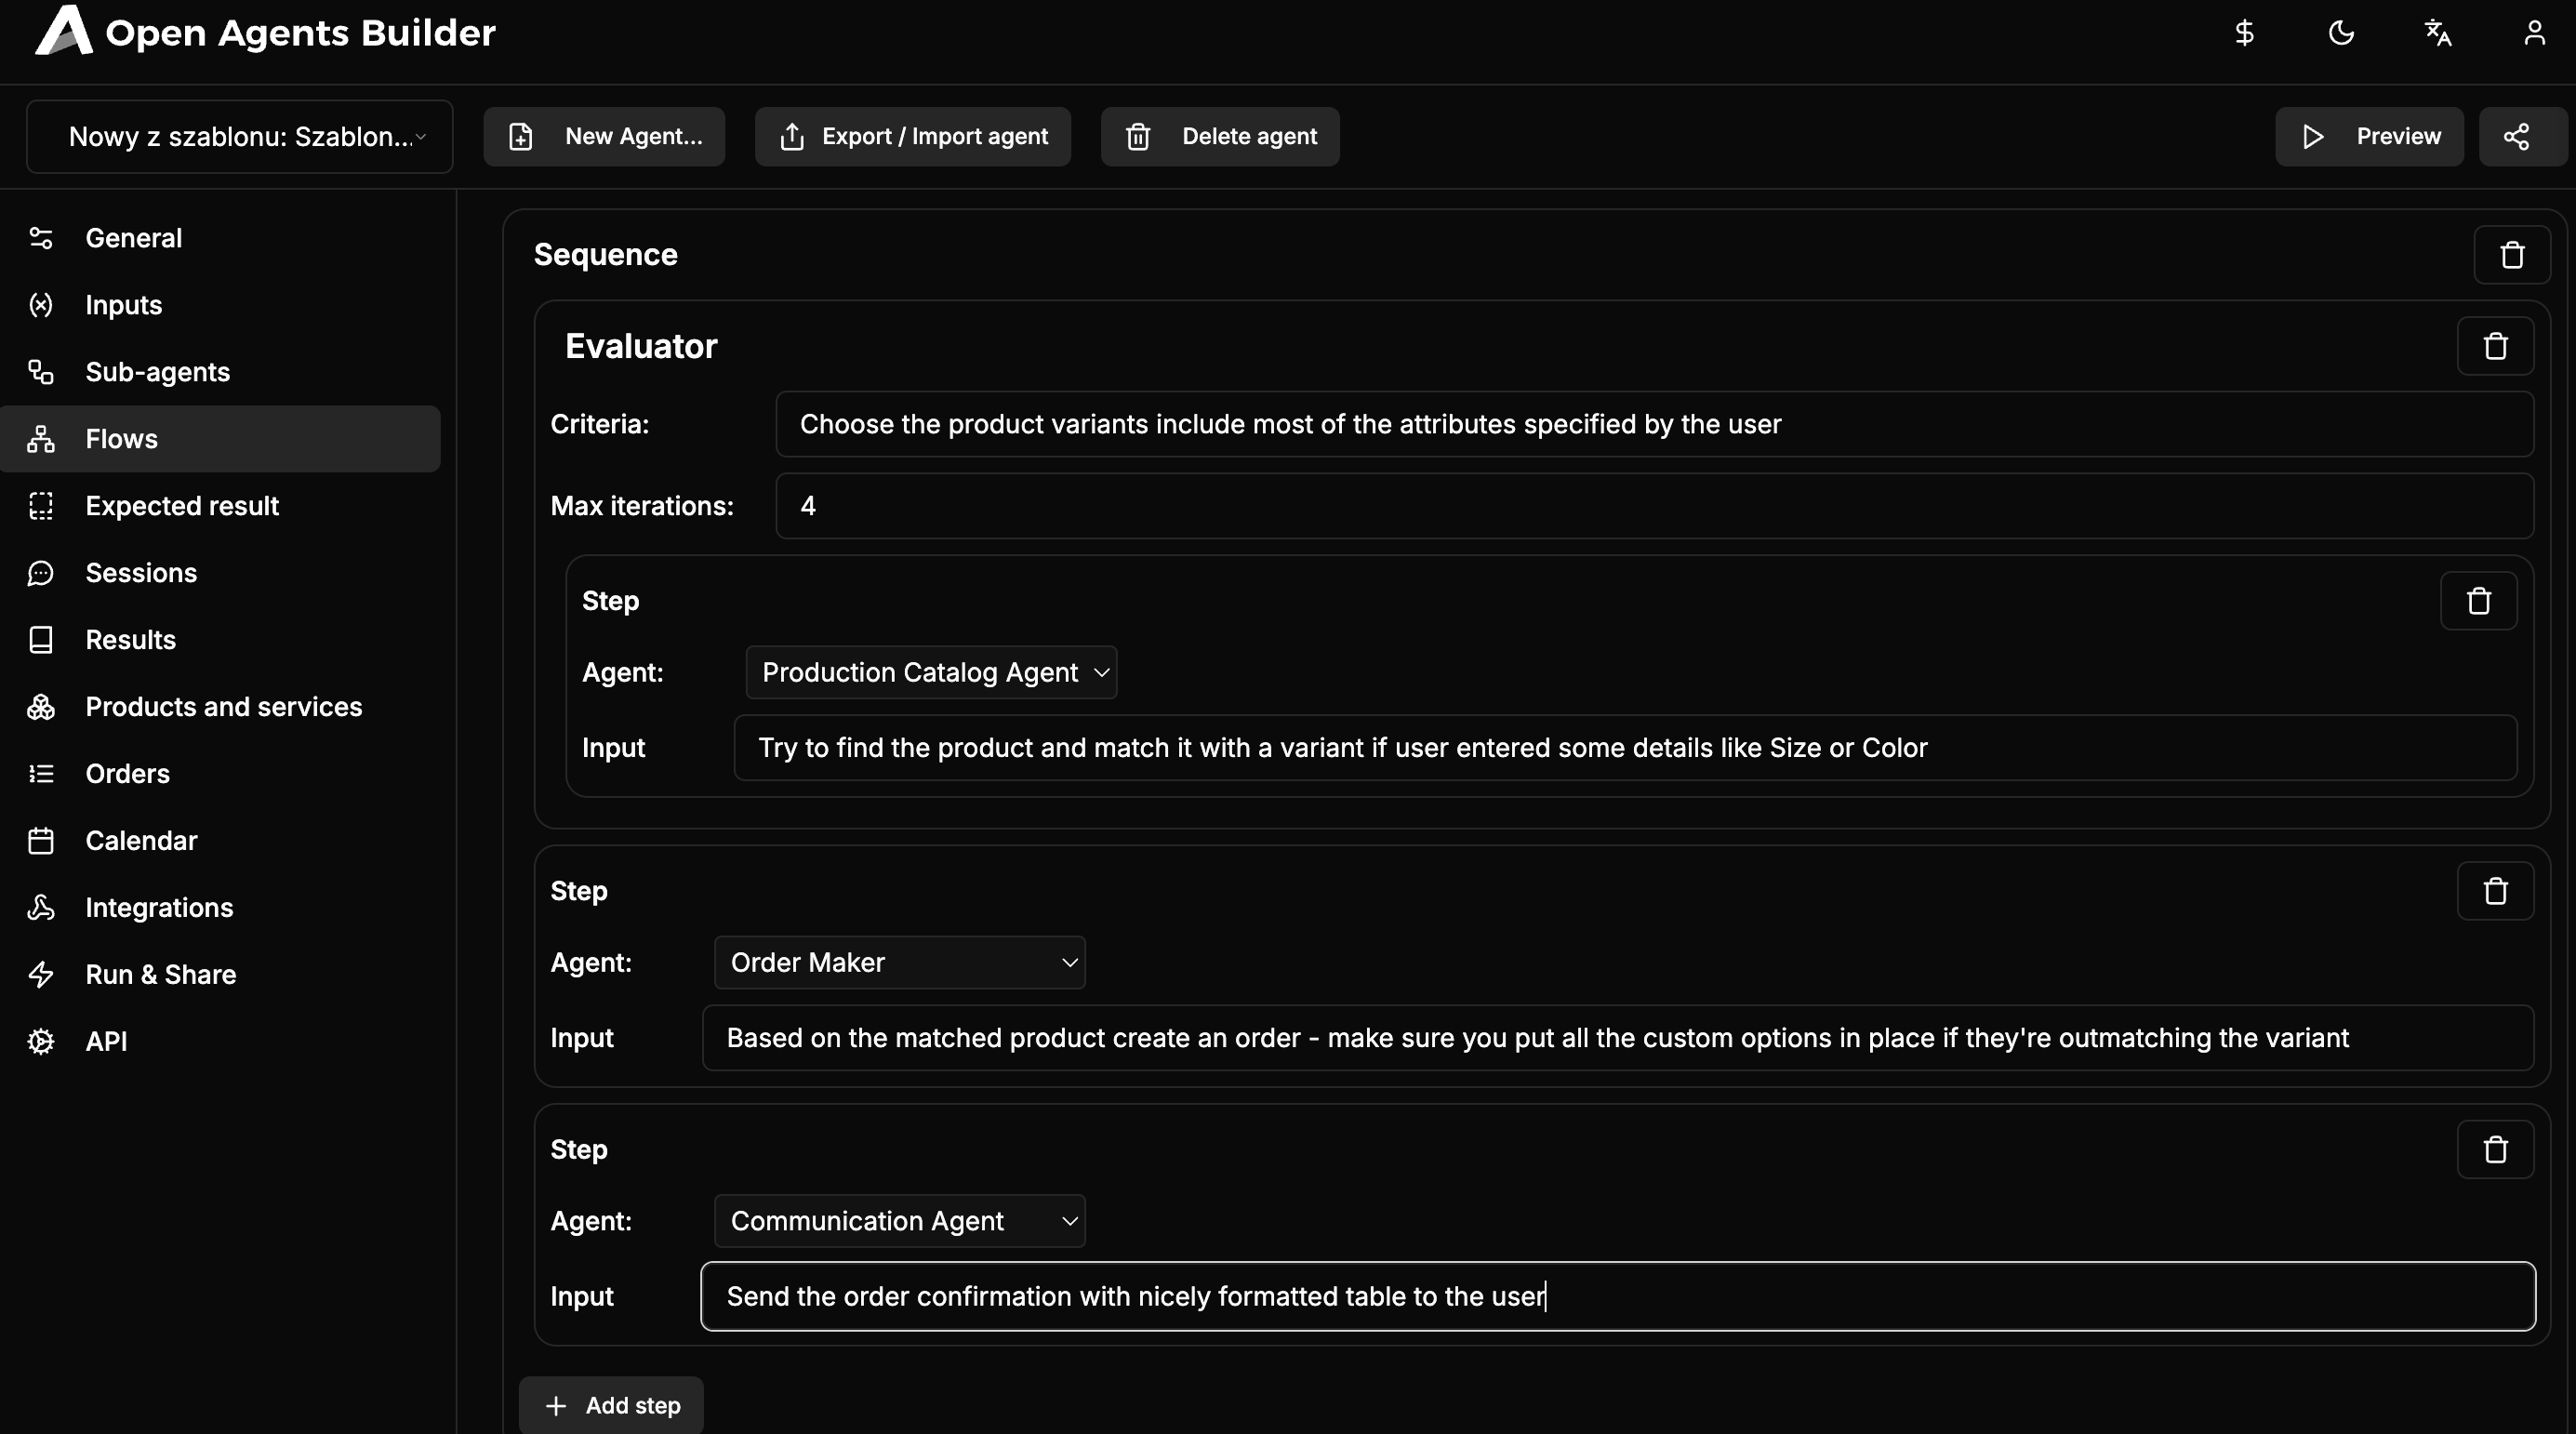 Open Agents Builder
Nowy z szablonu: Szablon...
New Agent...
Export / Import agent
Delete agent
Preview
General
Inputs
Sub-agents
Flows
Expected result
Sessions
Results
Products and services
Orders
Calendar
Integrations
Run & Share
API
Sequence
Evaluator
Criteria: Choose the product variants include most of the attributes specified by the user
Max iterations: 4
Step
Agent: Production Catalog Agent
Input Try to find the product and match it with a variant if user entered some details like Size or Color
Step
Agent: Order Maker
Input Based on the matched product create an order - make sure you put all the custom options in place if they're outmatching the variant
Step
Agent: Communication Agent
Input Send the order confirmation with nicely formatted table to the user
Add step